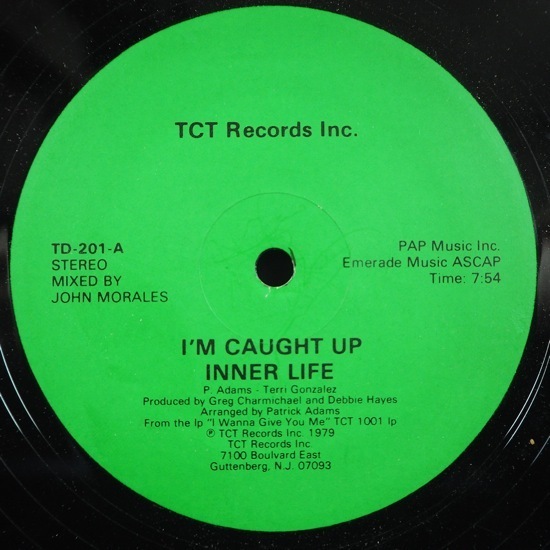 TCT Records Inc.
TD-201-A
STEREO
MIXED BY
JOHN MORALES
PAP Music Inc.
Emerade Music ASCAP
Time: 7:54
I'M CAUGHT UP
INNER LIFE
P. Adams - Terri Gonzalez
Produced by Greg Charmichael and Debbie Hayes
Arranged by Patrick Adams
From the lp "I Wanna Give You Me" TCT 1001 lp
℗ TCT Records Inc. 1979
TCT Records Inc.
7100 Boulvard East
Guttenberg, N.J. 07093